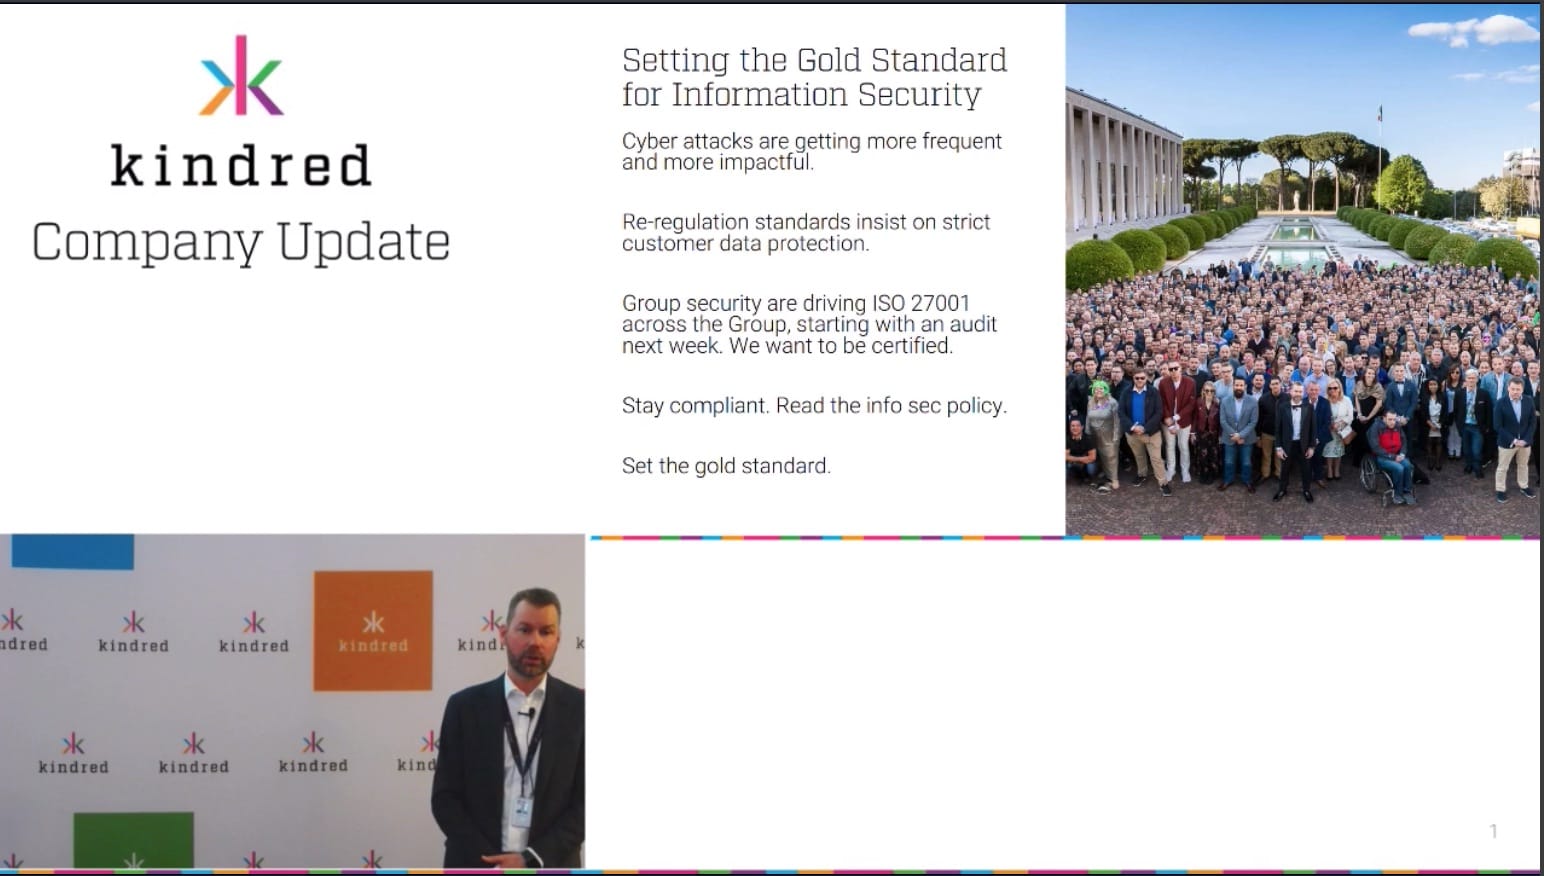 kindred
Company Update
Setting the Gold Standard
for Information Security
Cyber attacks are getting more frequent
and more impactful.
Re-regulation standards insist on strict
customer data protection.
Group security are driving ISO 27001
across the Group, starting with an audit
next week. We want to be certified.
Stay compliant. Read the info sec policy.
Set the gold standard.
ndred kindred kindred kindred kind k
kindred kindred kindred kind
1